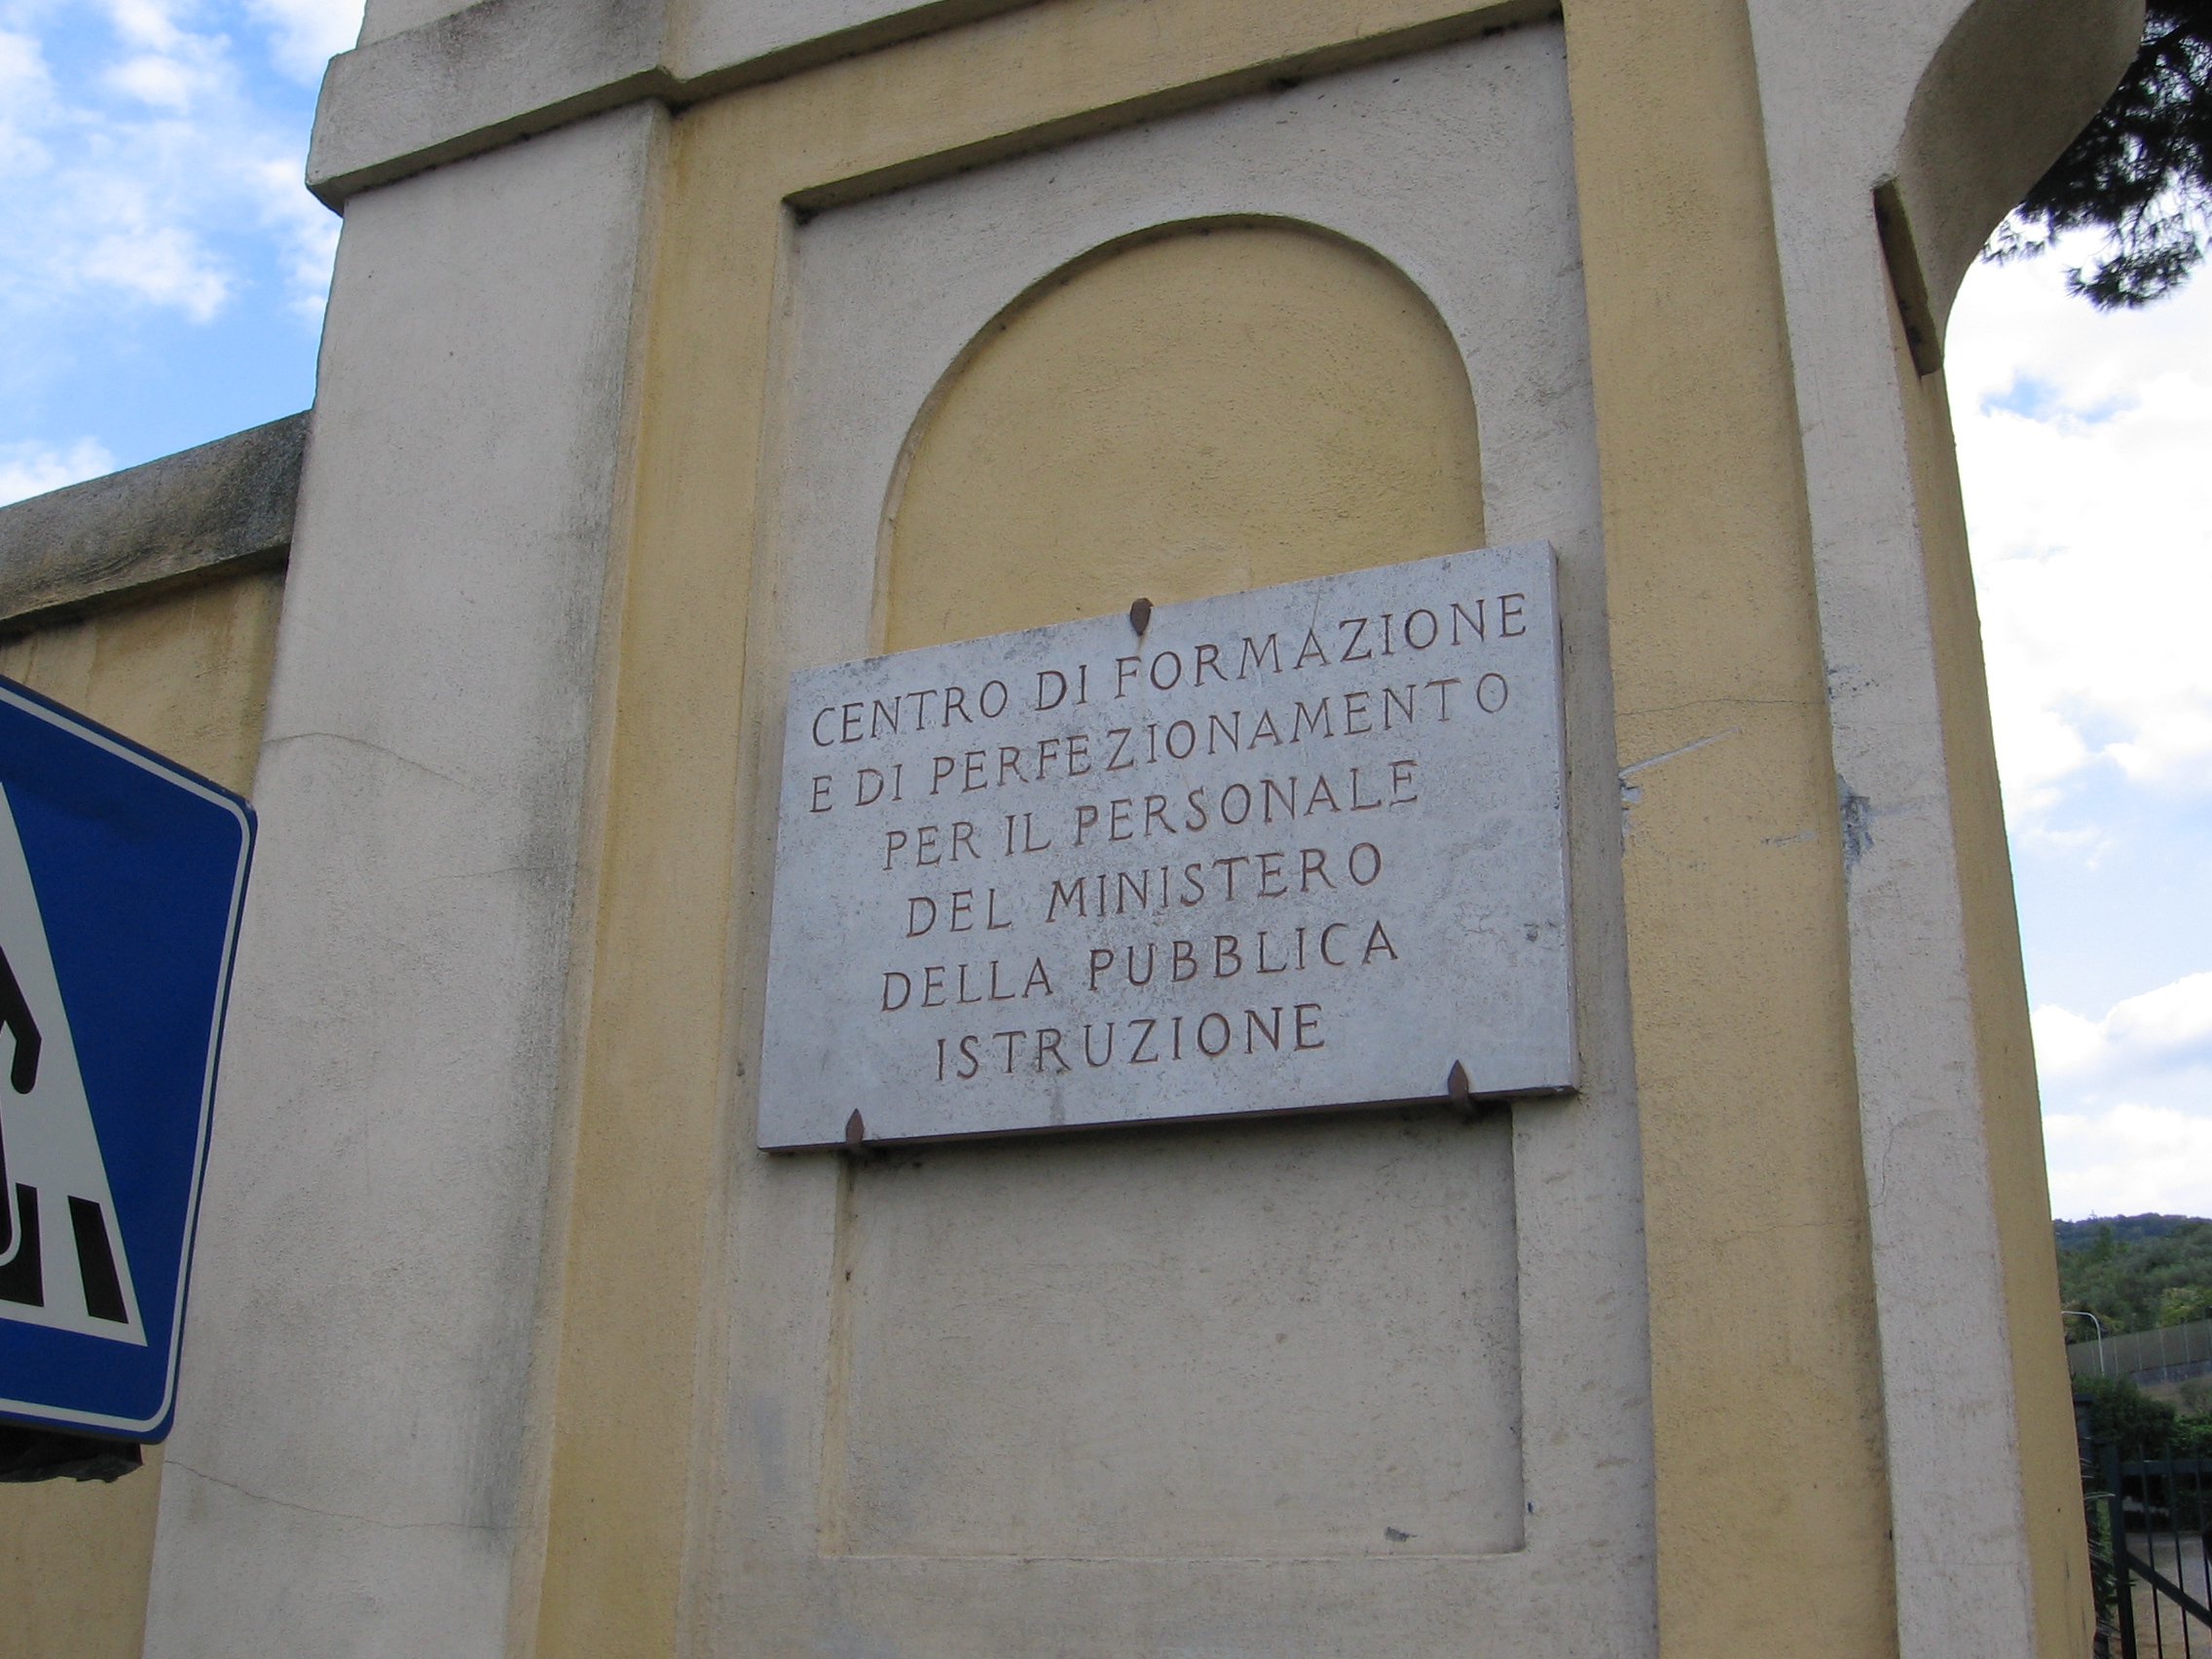 CENTRO DI FORMAZIONE
E DI PERFEZIONAMENTO
PER IL PERSONALE
DEL MINISTERO
DELLA PUBBLICA
ISTRUZIONE